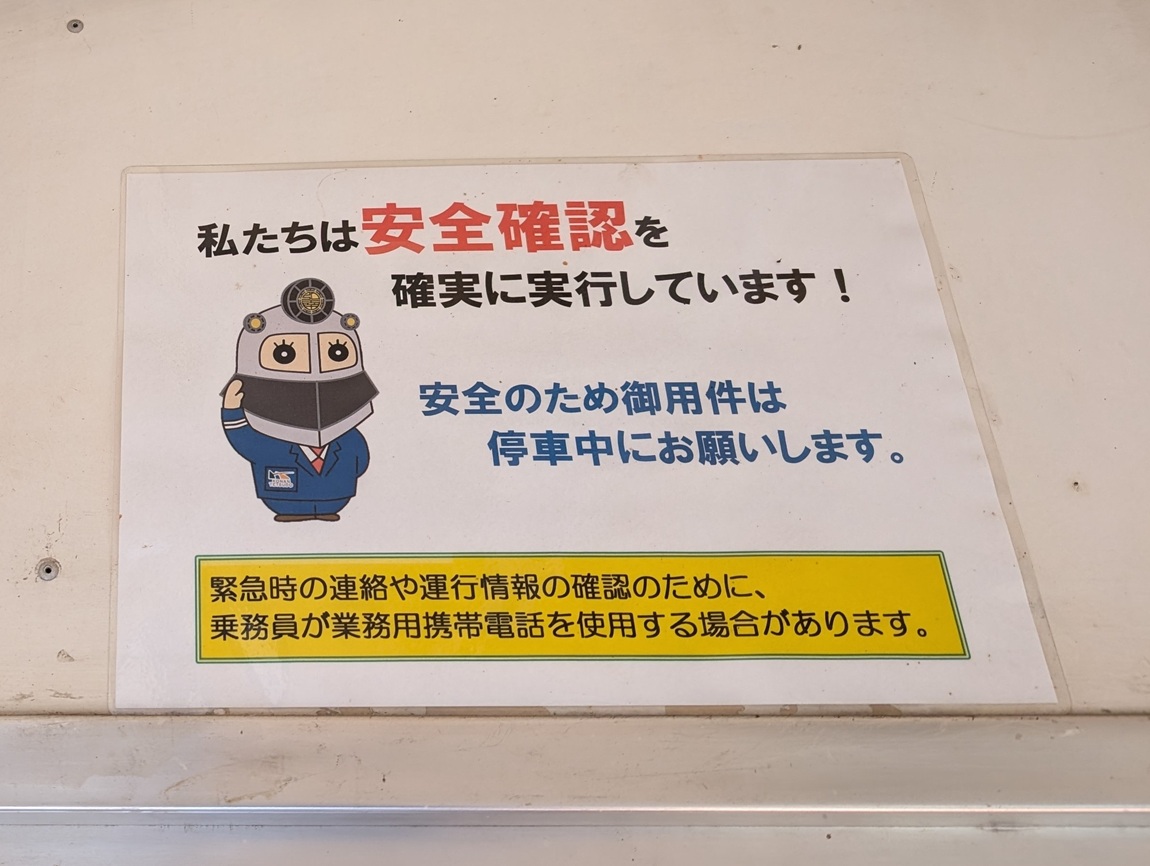 私たちは安全確認を
確実に実行しています！
安全のため御用件は
停車中にお願いします。
緊急時の連絡や運行情報の確認のために、
乗務員が業務用携帯電話を使用する場合があります。